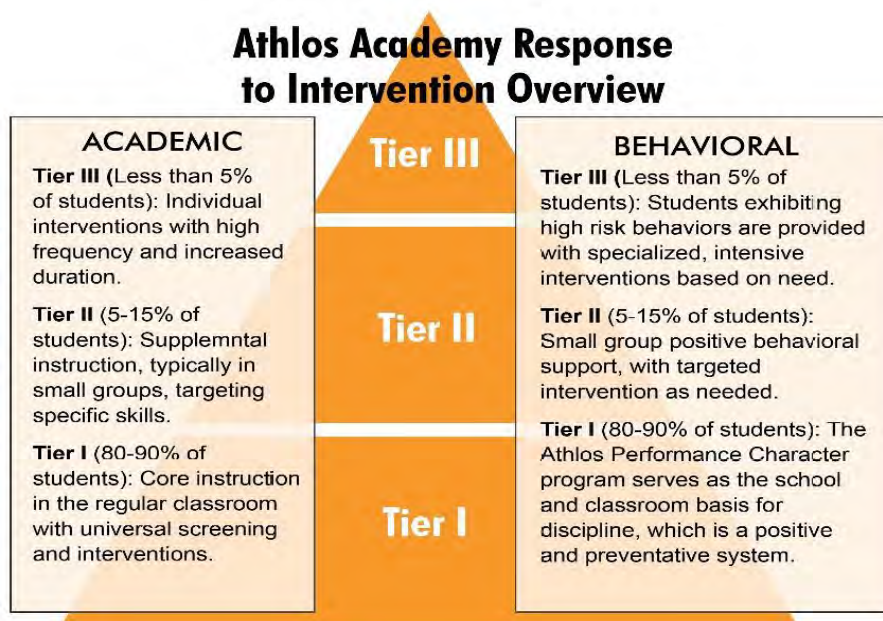 Athlos Academy Response
to Intervention Overview
ACADEMIC
Tier III (Less than 5%
of students): Individual
interventions with high
frequency and increased
duration.
Tier II (5-15% of
students): Supplemntal
instruction, typically in
small groups, targeting
specific skills.
Tier I (80-90% of
students): Core instruction
in the regular classroom
with universal screening
and interventions.
Tier III
Tier II
Tier I
BEHAVIORAL
Tier III (Less than 5% of
students): Students exhibiting
high risk behaviors are provided
with specialized, intensive
interventions based on need.
Tier II (5-15% of students):
Small group positive behavioral
support, with targeted
intervention as needed.
Tier I (80-90% of students): The
Athlos Performance Character
program serves as the school
and classroom basis for
discipline, which is a positive
and preventative system.